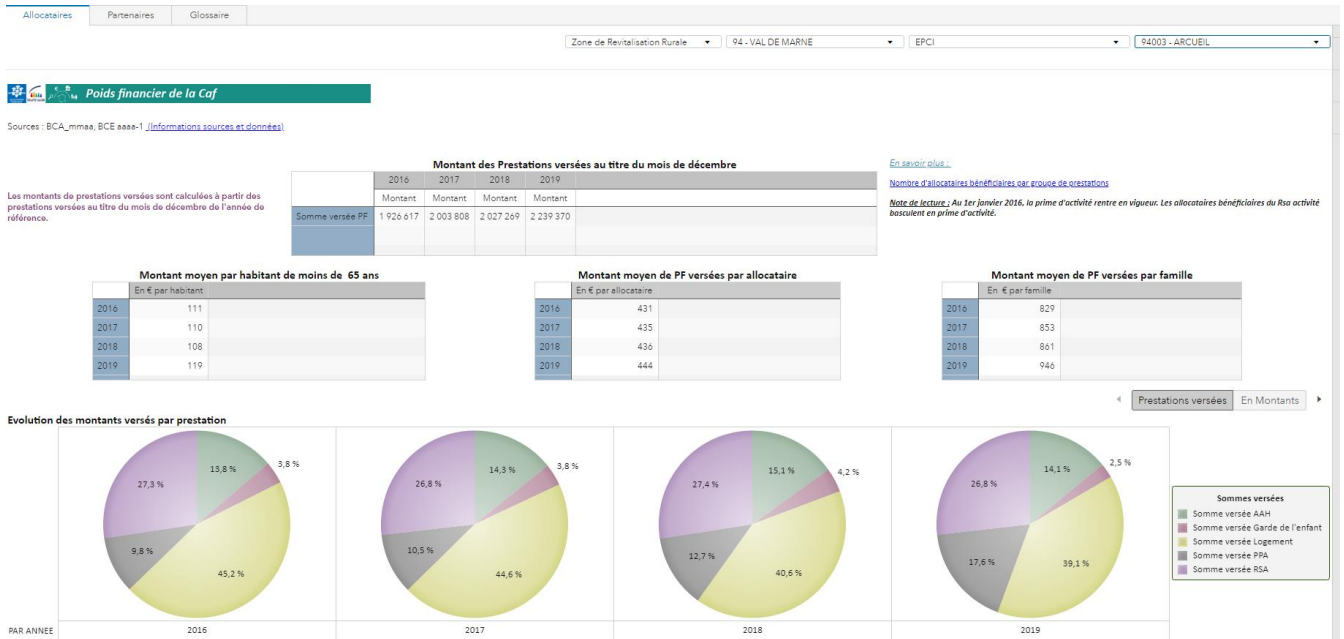 Allocataires Partenaires Glossaire
Zone de Revitalisation Rurale 94 - VAL DE MARNE EPCI 94003 - ARCUEIL
Poids financier de la Caf
Sources : BCA_mmaa, BCE aaaa-1 (Informations sources et données)
Les montants de prestations versées sont calculées à partir des
prestations versées au titre du mois de décembre de l'année de
référence.
Montant des Prestations versées au titre du mois de décembre
2016 2017 2018 2019
Montant Montant Montant Montant
Somme versée PF 1 926 617 2 003 808 2 027 269 2 239 370
En savoir plus :
Nombre d'allocataires bénéficiaires par groupe de prestations
Note de lecture : Au 1er janvier 2016, la prime d'activité rentre en vigueur. Les allocataires bénéficiaires du Rsa activité
basculent en prime d'activité.
Montant moyen par habitant de moins de 65 ans
En € par habitant
2016 111
2017 110
2018 108
2019 119
Montant moyen de PF versées par allocataire
En € par allocataire
2016 431
2017 435
2018 436
2019 444
Montant moyen de PF versées par famille
En € par famille
2016 829
2017 853
2018 861
2019 946
Prestations versées En Montants
Evolution des montants versés par prestation
13,8 %
3,8 %
27,3 %
9,8 %
45,2 %
14,3 %
3,8 %
26,8 %
10,5 %
44,6 %
15,1 %
4,2 %
27,4 %
12,7 %
40,6 %
14,1 %
2,5 %
26,8 %
17,6 %
39,1 %
Sommes versées
Somme versée AAH
Somme versée Garde de l'enfant
Somme versée Logement
Somme versée PPA
Somme versée RSA
PAR ANNEE 2016 2017 2018 2019